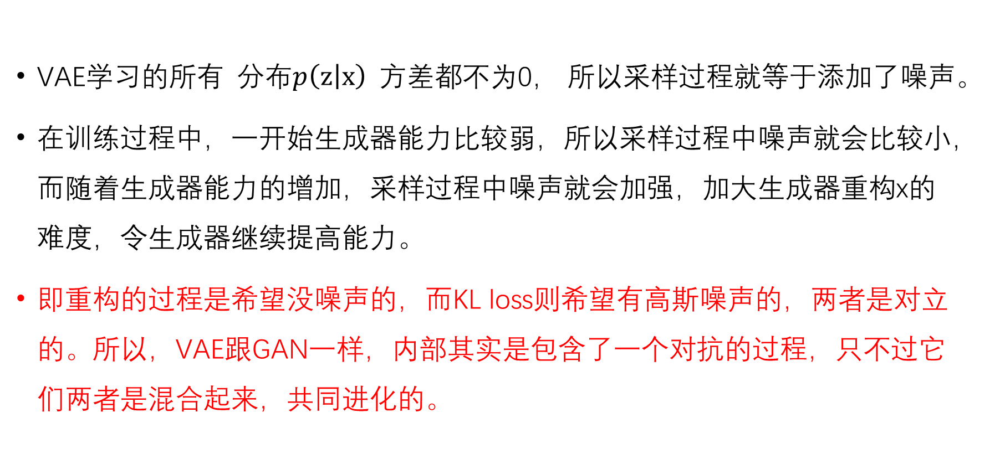 • VAE学习的所有 分布p(z|x) 方差都不为0， 所以采样过程就等于添加了噪声。
• 在训练过程中，一开始生成器能力比较弱，所以采样过程中噪声就会比较小，
而随着生成器能力的增加，采样过程中噪声就会加强，加大生成器重构x的
难度，令生成器继续提高能力。
• 即重构的过程是希望没噪声的，而KL loss则希望有高斯噪声的，两者是对立
的。所以，VAE跟GAN一样，内部其实是包含了一个对抗的过程，只不过它
们两者是混合起来，共同进化的。